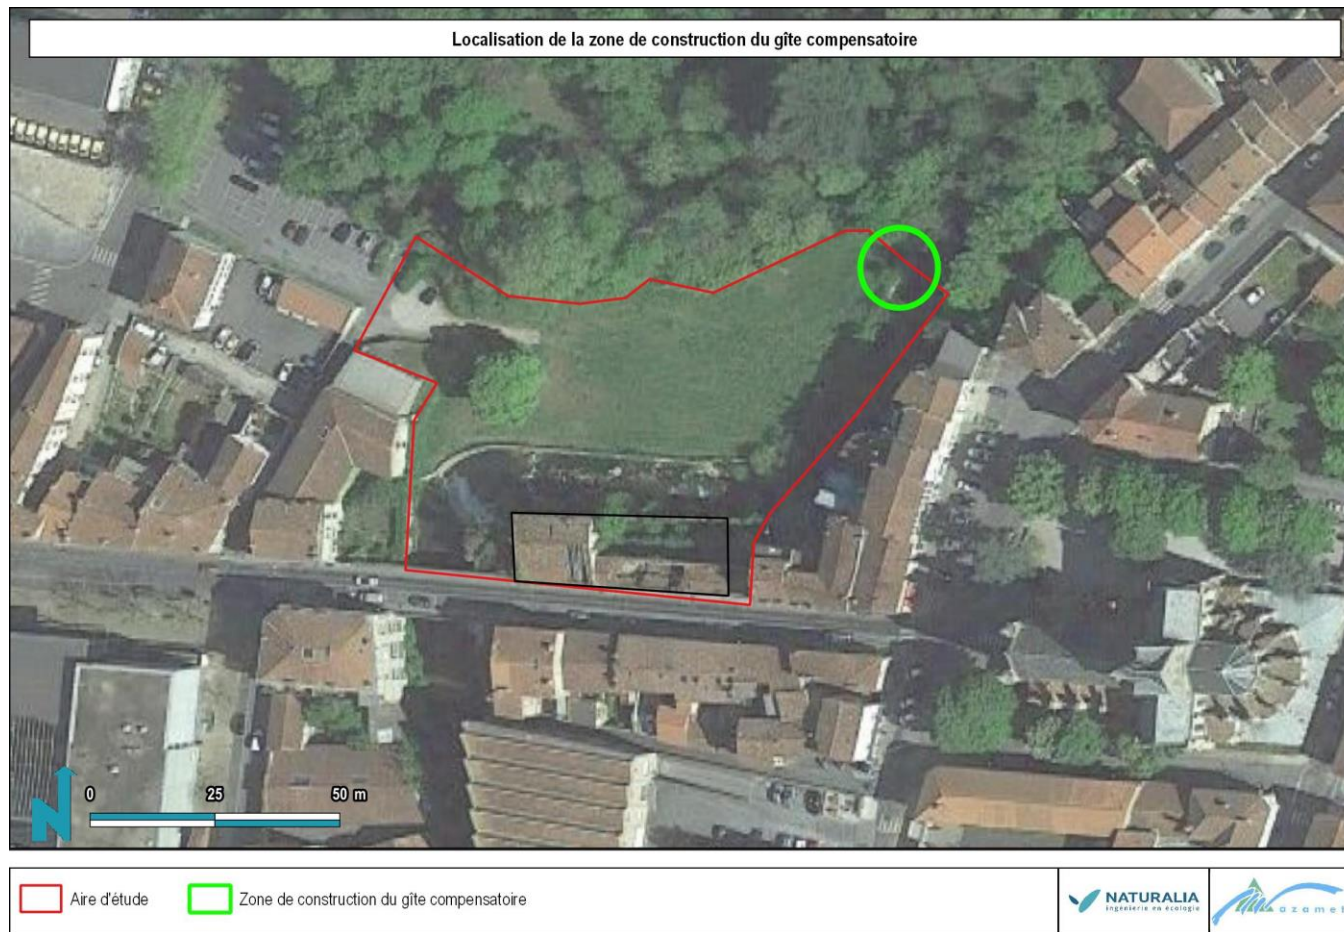 Localisation de la zone de construction du gîte compensatoire
N
0 25 50 m
Aire d'étude
Zone de construction du gîte compensatoire
NATURALIA
Ingénierie en écologie
azamet